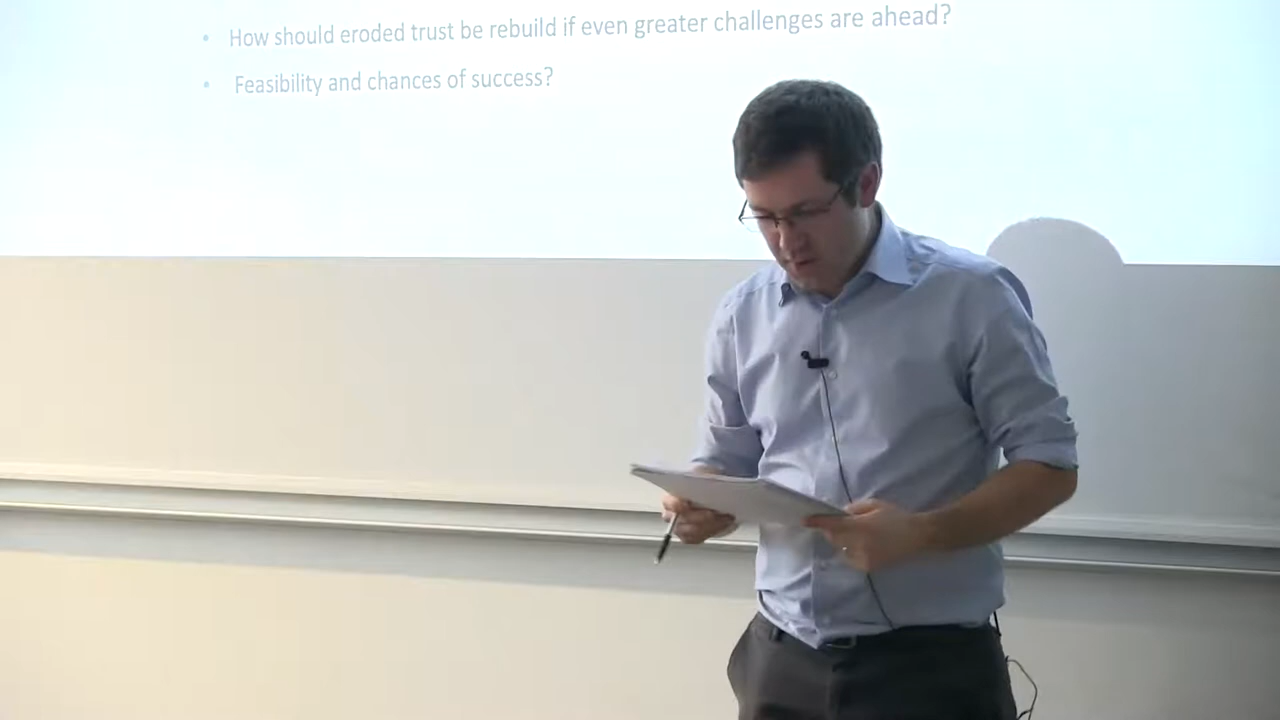 • How should eroded trust be rebuild if even greater challenges are ahead?
• Feasibility and chances of success?